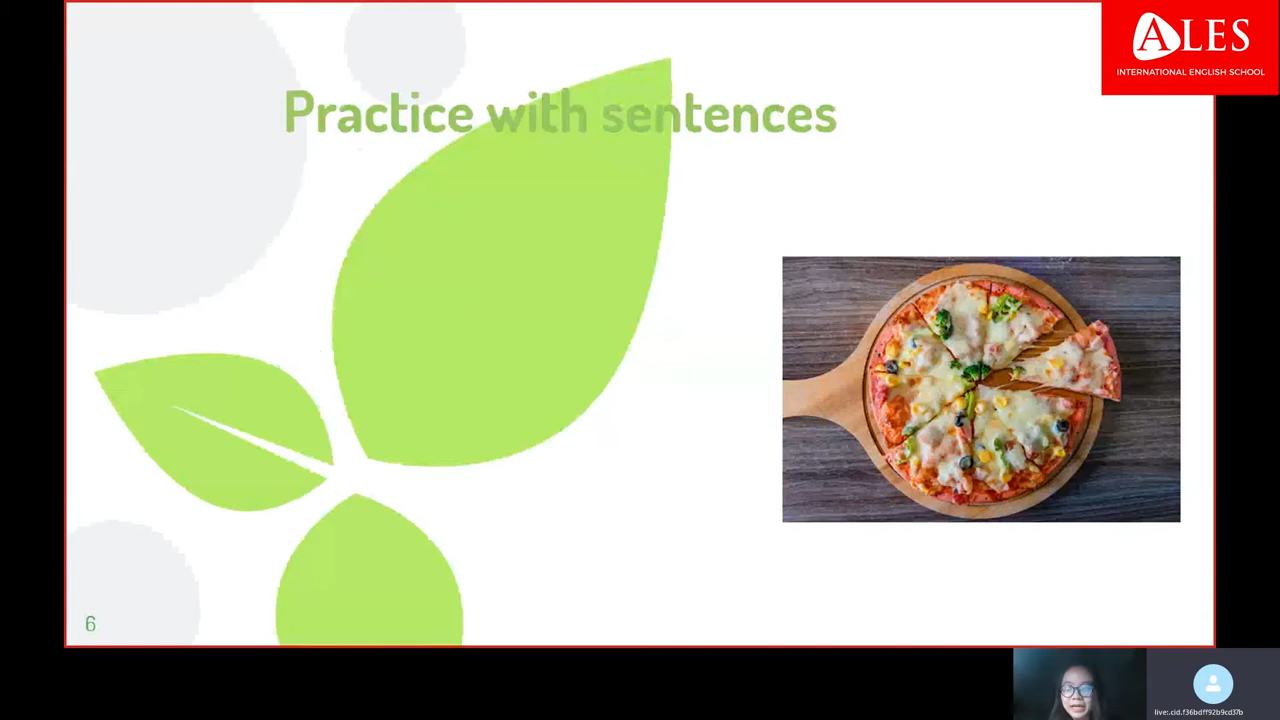 ALES
INTERNATIONAL ENGLISH SCHOOL
Practice with sentences
6
live:.cid.f36bdff92b9cd37b